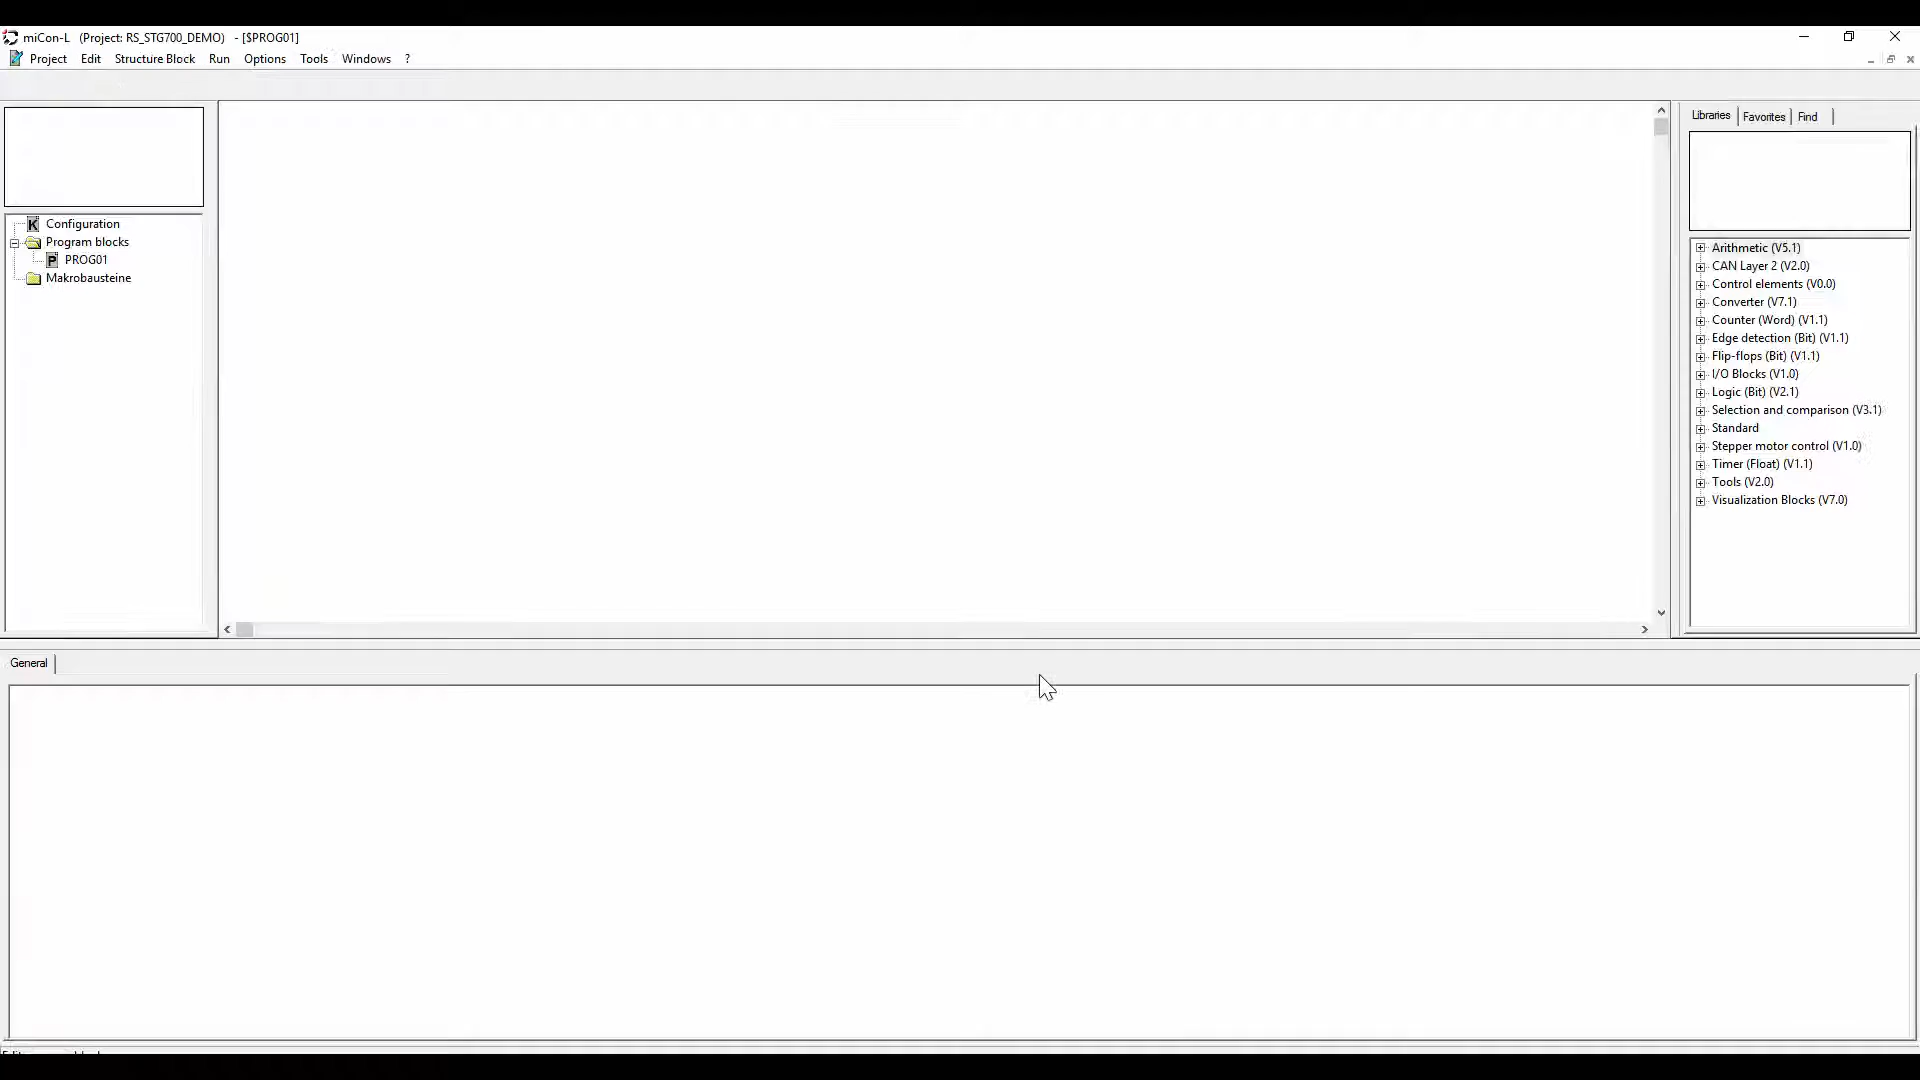 miCon-L (Project: RS_STG700_DEMO) - [$PROG01]
Project Edit Structure Block Run Options Tools Windows ?
Libraries Favorites Find
Configuration
Program blocks
PROG01
Makrobausteine
Arithmetic (V5.1)
CAN Layer 2 (V2.0)
Control elements (V0.0)
Converter (V7.1)
Counter (Word) (V1.1)
Edge detection (Bit) (V1.1)
Flip-flops (Bit) (V1.1)
I/O Blocks (V1.0)
Logic (Bit) (V2.1)
Selection and comparison (V3.1)
Standard
Stepper motor control (V1.0)
Timer (Float) (V1.1)
Tools (V2.0)
Visualization Blocks (V7.0)
General